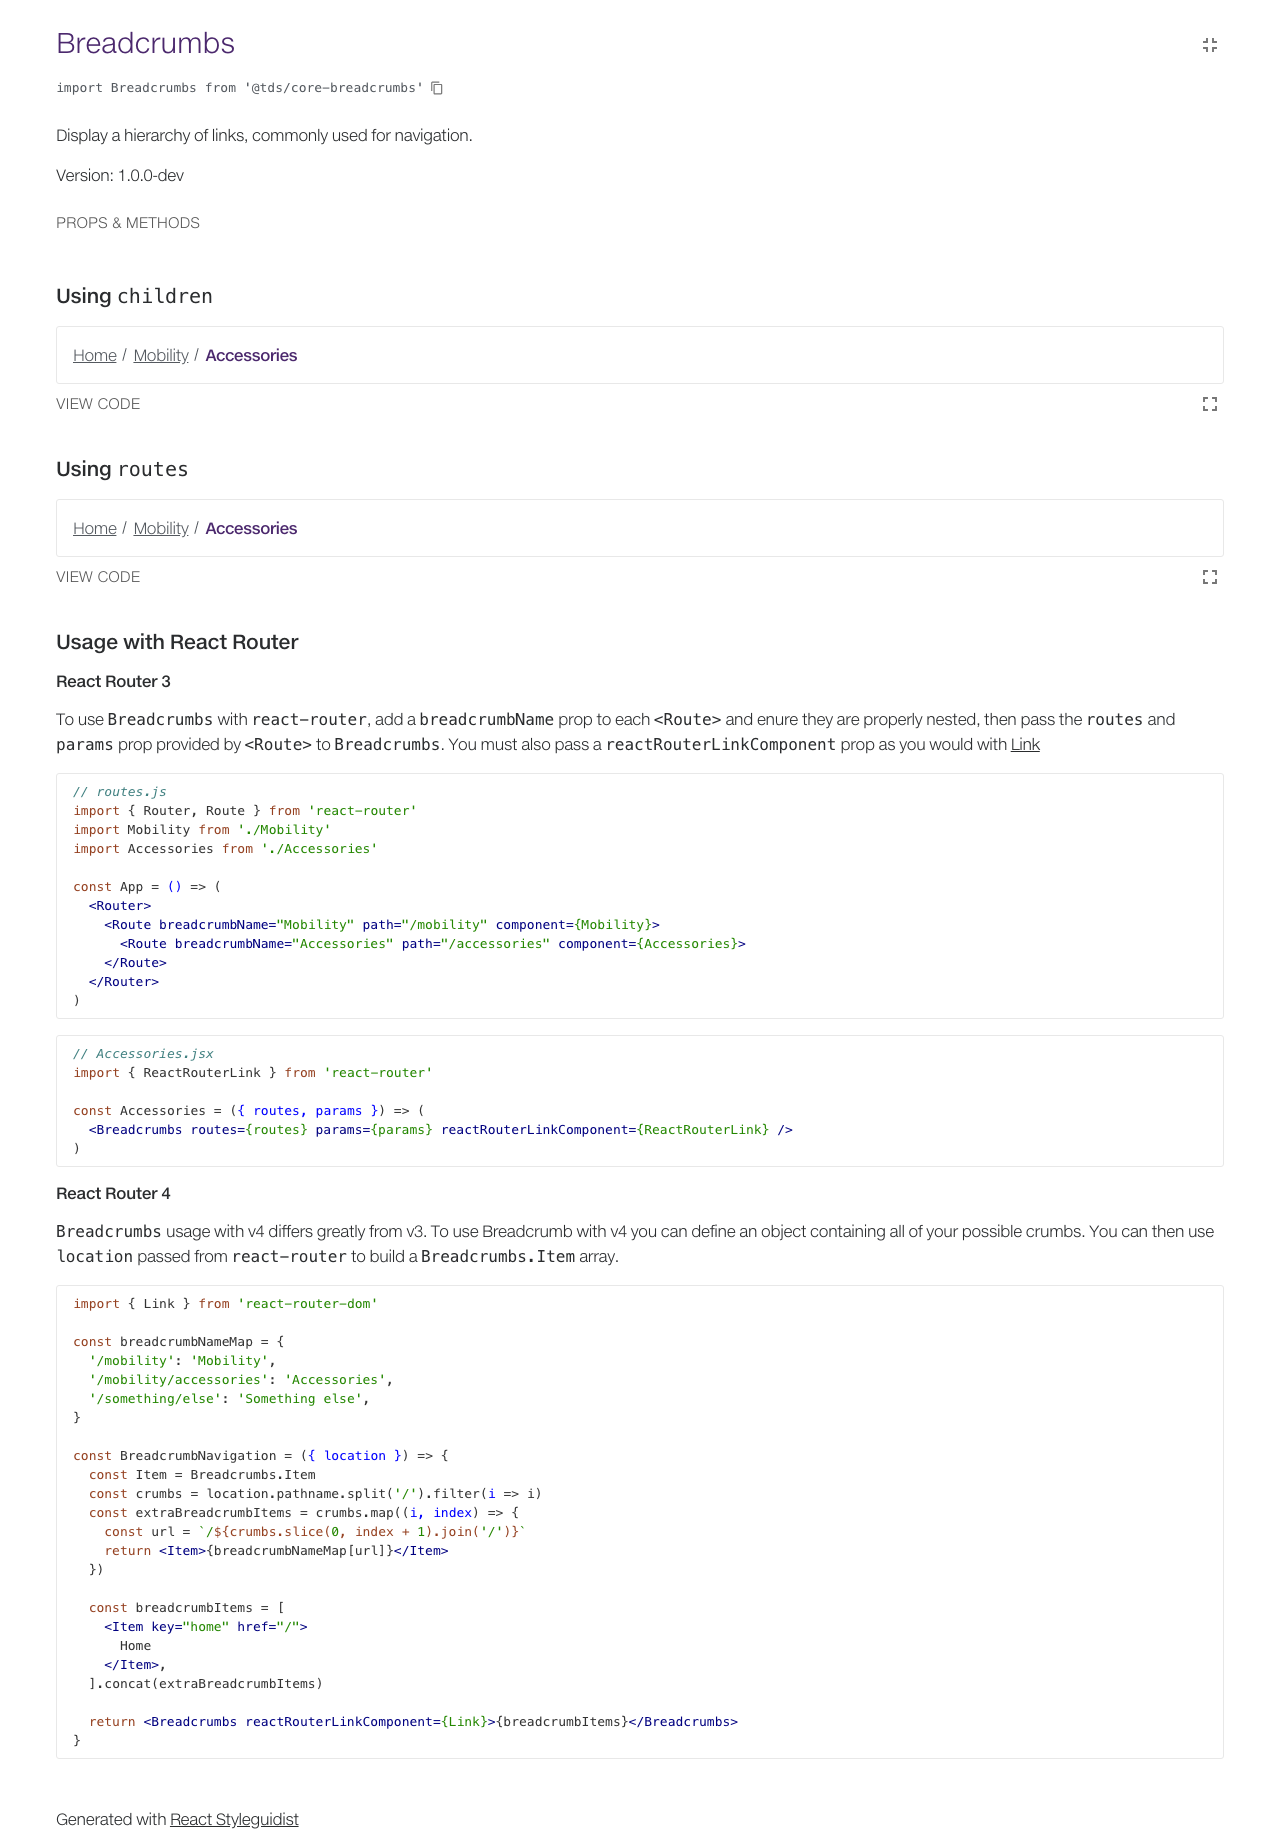 Breadcrumbs
import Breadcrumbs from '@tds/core-breadcrumbs'
Display a hierarchy of links, commonly used for navigation.
Version: 1.0.0-dev
PROPS & METHODS
Using children
Home / Mobility / Accessories
VIEW CODE
Using routes
Home / Mobility / Accessories
VIEW CODE
Usage with React Router
React Router 3
To use Breadcrumbs with react-router, add a breadcrumbName prop to each <Route> and enure they are properly nested, then pass the routes and
params prop provided by <Route> to Breadcrumbs. You must also pass a reactRouterLinkComponent prop as you would with Link
// routes.js
import { Router, Route } from 'react-router'
import Mobility from './Mobility'
import Accessories from './Accessories'
const App = () => (
  <Router>
    <Route breadcrumbName="Mobility" path="/mobility" component={Mobility}>
      <Route breadcrumbName="Accessories" path="/accessories" component={Accessories}>
    </Route>
  </Router>
)
// Accessories.jsx
import { ReactRouterLink } from 'react-router'
const Accessories = ({ routes, params }) => (
  <Breadcrumbs routes={routes} params={params} reactRouterLinkComponent={ReactRouterLink} />
)
React Router 4
Breadcrumbs usage with v4 differs greatly from v3. To use Breadcrumb with v4 you can define an object containing all of your possible crumbs. You can then use
location passed from react-router to build a Breadcrumbs.Item array.
import { Link } from 'react-router-dom'
const breadcrumbNameMap = {
  '/mobility': 'Mobility',
  '/mobility/accessories': 'Accessories',
  '/something/else': 'Something else',
}
const BreadcrumbNavigation = ({ location }) => {
  const Item = Breadcrumbs.Item
  const crumbs = location.pathname.split('/').filter(i => i)
  const extraBreadcrumbItems = crumbs.map((i, index) => {
    const url = `/${crumbs.slice(0, index + 1).join('/')}`
    return <Item>{breadcrumbNameMap[url]}</Item>
  })
  const breadcrumbItems = [
    <Item key="home" href="/">
      Home
    </Item>,
  ].concat(extraBreadcrumbItems)
  return <Breadcrumbs reactRouterLinkComponent={Link}>{breadcrumbItems}</Breadcrumbs>
}
Generated with React Styleguidist